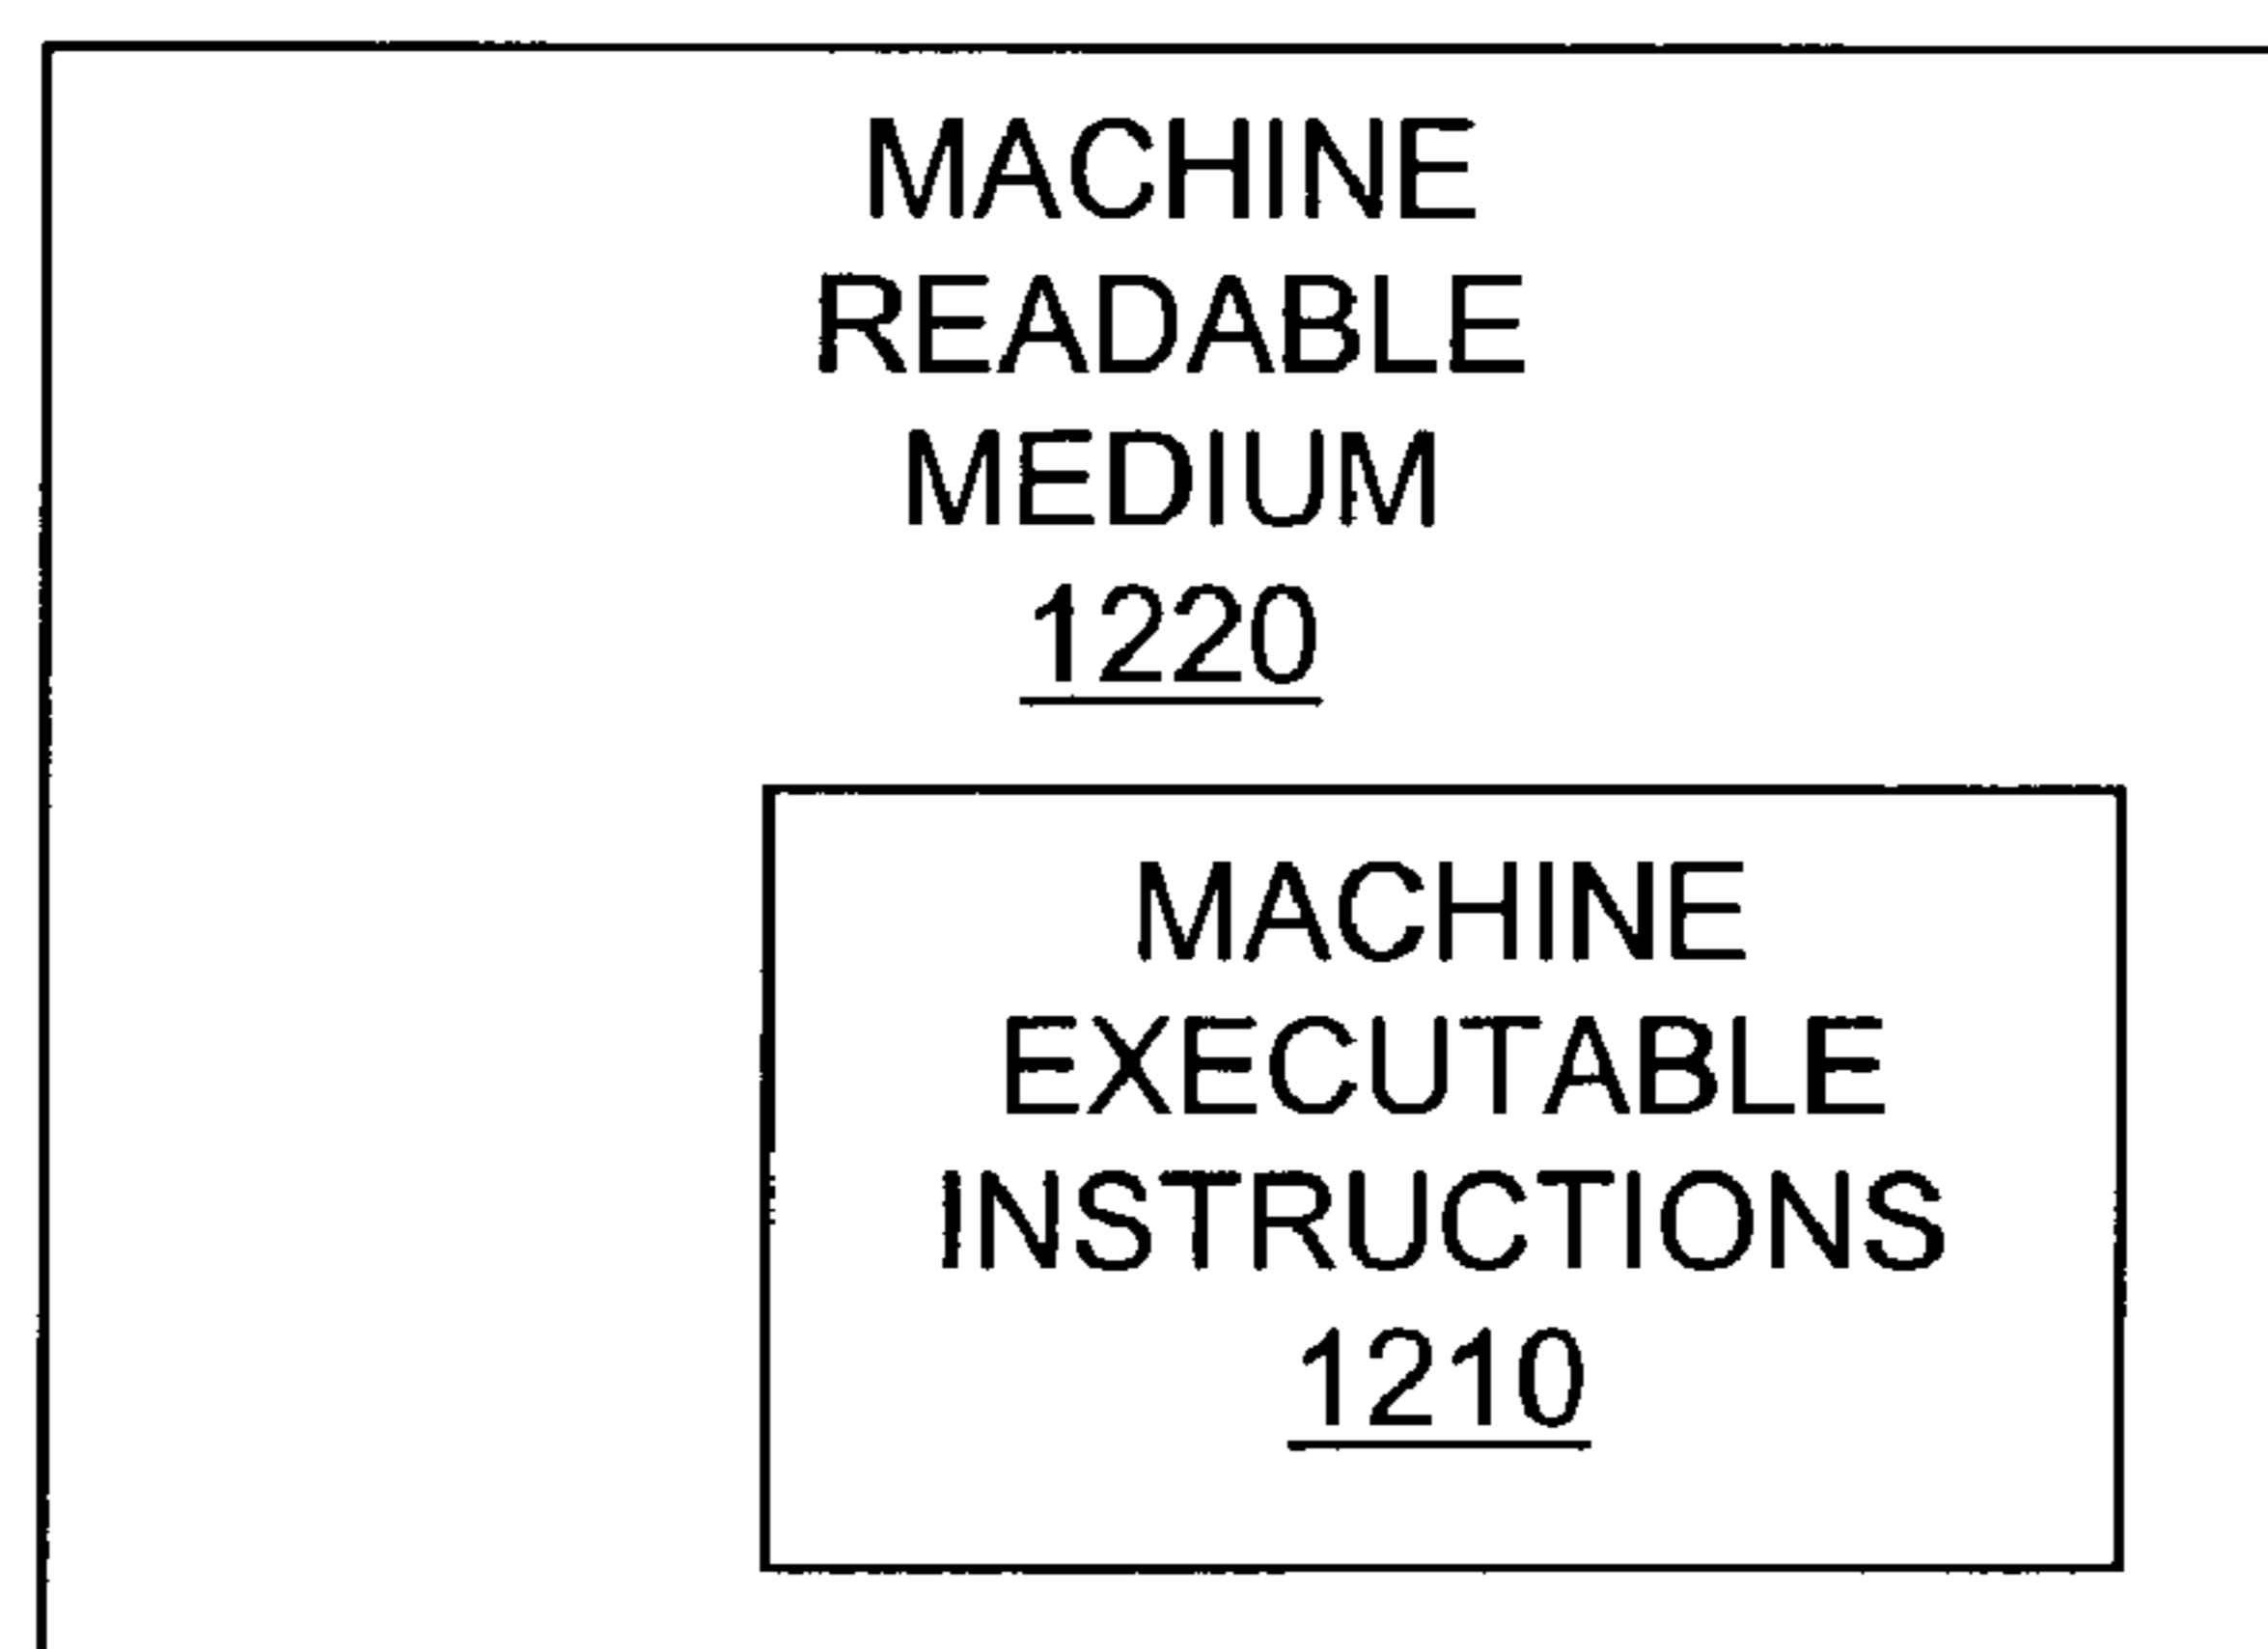 MACHINE
READABLE
MEDIUM
1220
MACHINE
EXECUTABLE
INSTRUCTIONS
1210